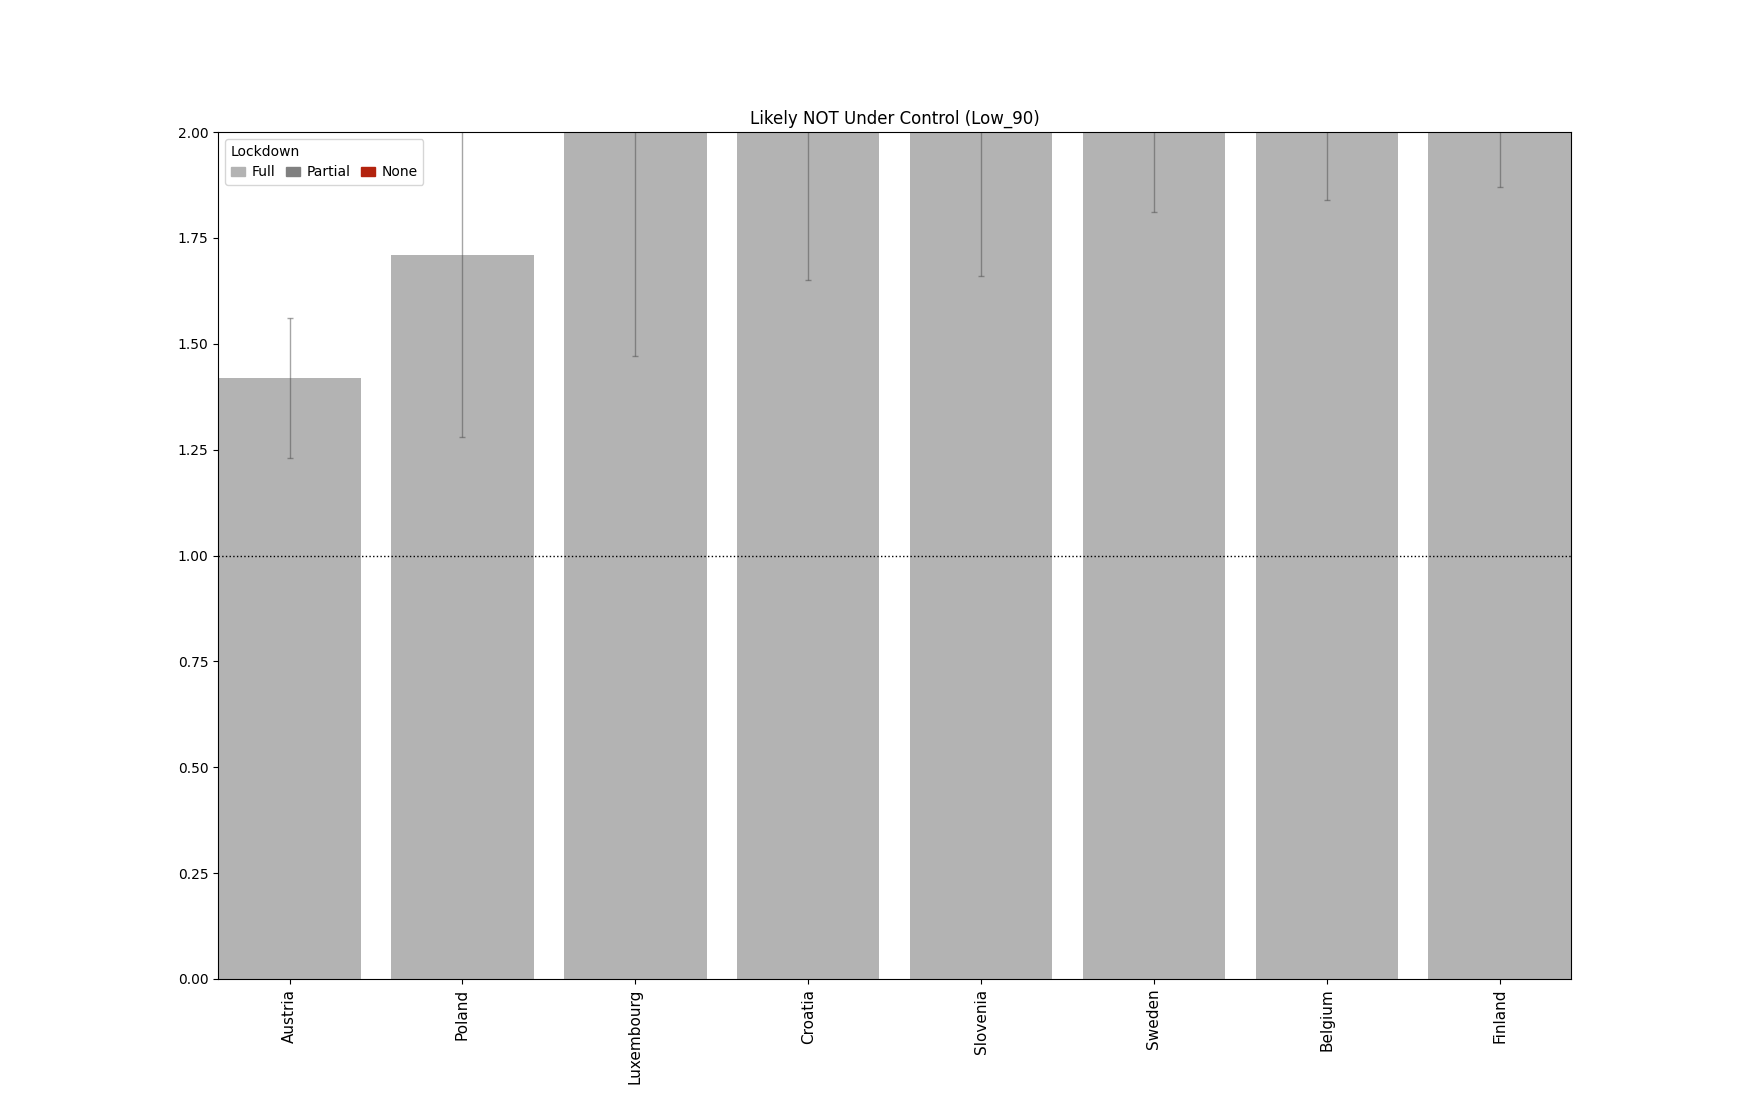 Likely NOT Under Control (Low_90)
Lockdown
Full Partial None
2.00
1.75
1.50
1.25
1.00
0.75
0.50
0.25
0.00
Austria
Poland
Luxembourg
Croatia
Slovenia
Sweden
Belgium
Finland